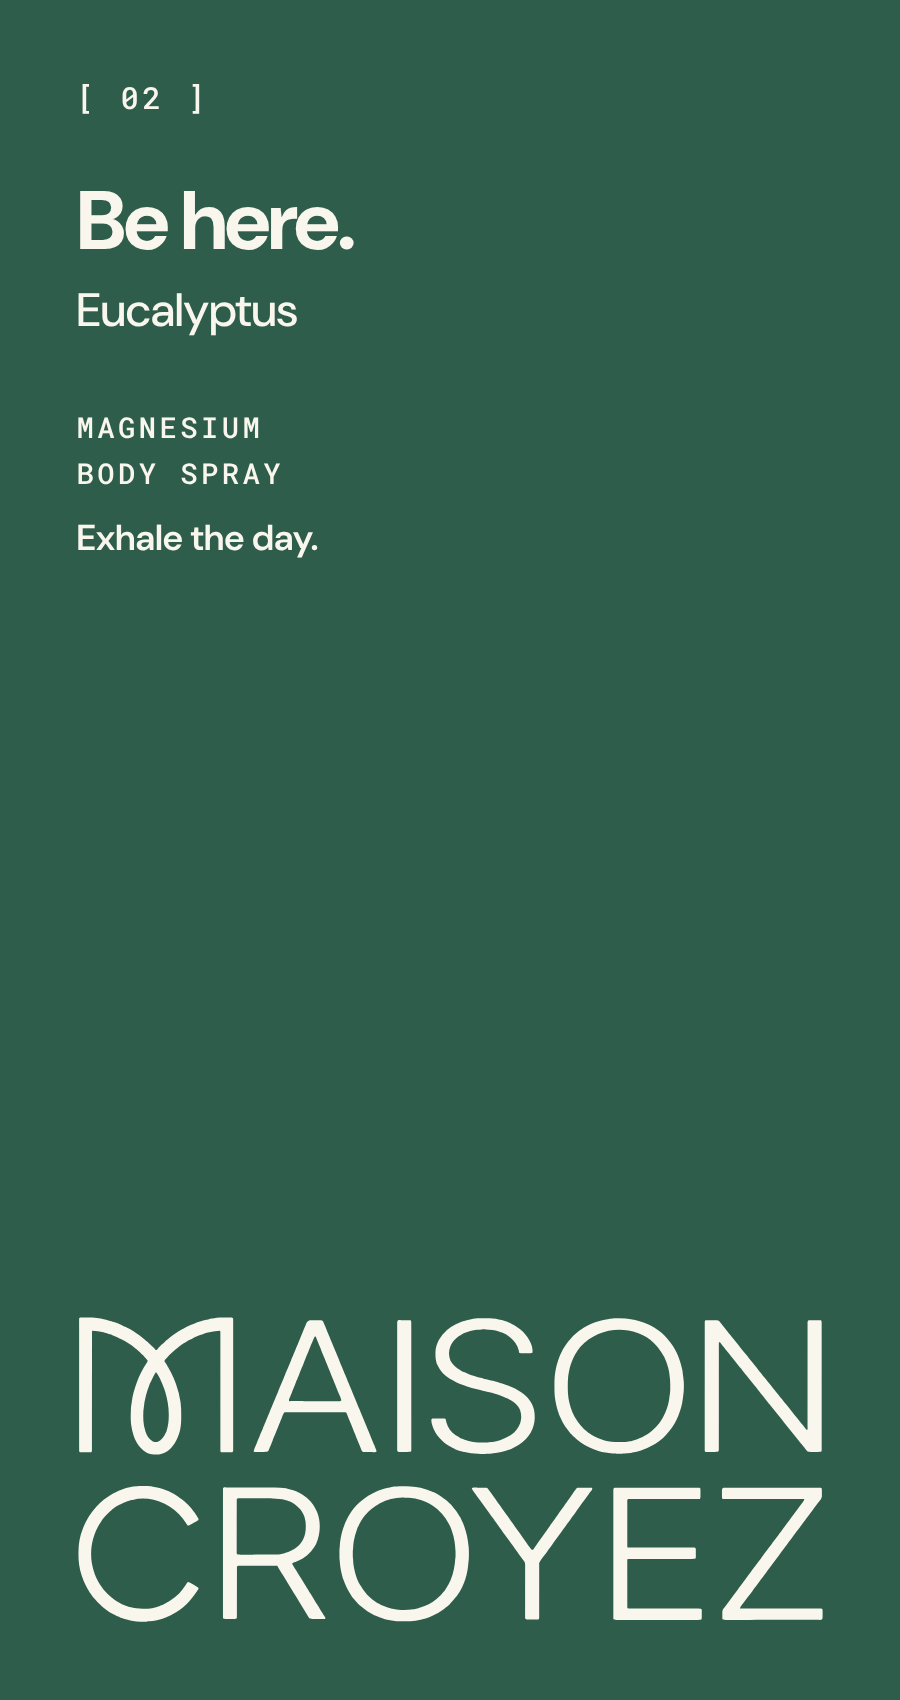 [ 02 ]
Be here.
Eucalyptus
MAGNESIUM
BODY SPRAY
Exhale the day.
MAISON
CROYEZ